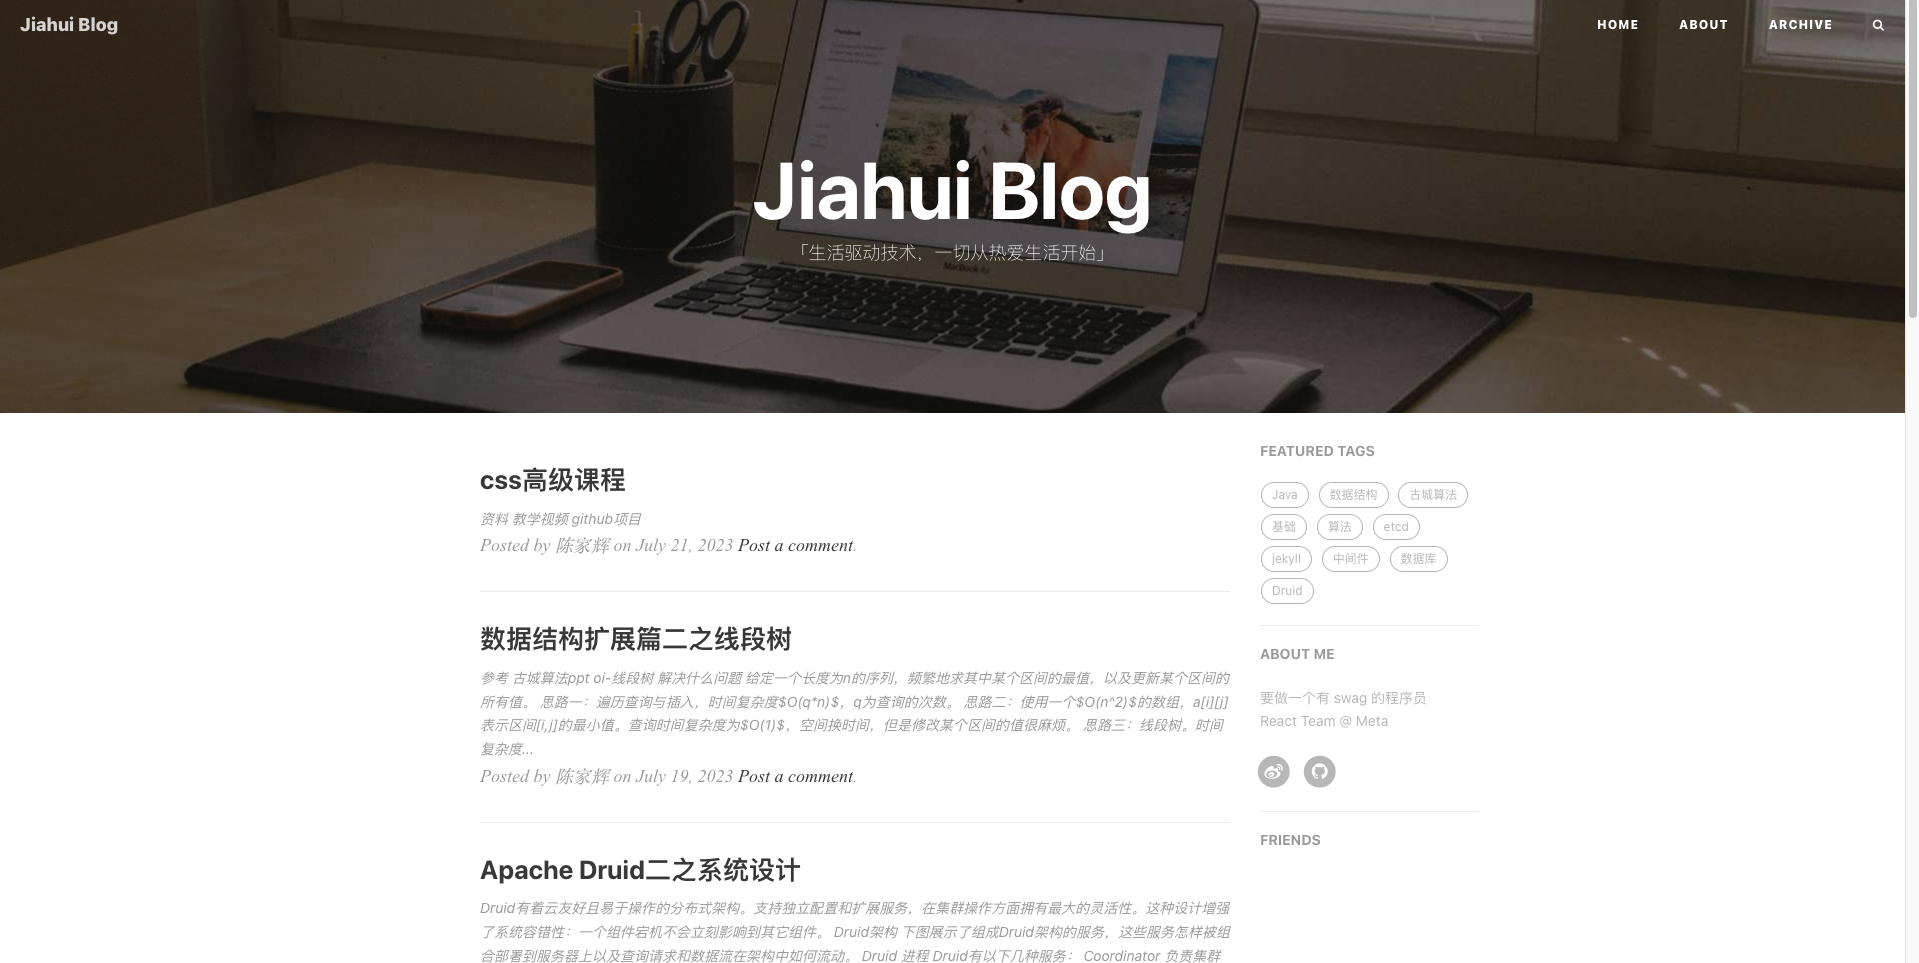 Jiahui Blog
HOME ABOUT ARCHIVE
Jiahui Blog
「生活驱动技术，一切从热爱生活开始」
MacBook Air
css高级课程
资料 教学视频 github项目
Posted by 陈家辉 on July 21, 2023 Post a comment.
数据结构扩展篇二之线段树
参考 古城算法ppt oi-线段树 解决什么问题 给定一个长度为n的序列，频繁地求其中某个区间的最值，以及更新某个区间的
所有值。 思路一：遍历查询与插入，时间复杂度$O(q*n)$，q为查询的次数。 思路二：使用一个$O(n^2)$的数组，a[i][j]
表示区间[i,j]的最小值。查询时间复杂度为$O(1)$，空间换时间，但是修改某个区间的值很麻烦。 思路三：线段树。时间
复杂度...
Posted by 陈家辉 on July 19, 2023 Post a comment.
Apache Druid二之系统设计
Druid有着云友好且易于操作的分布式架构。支持独立配置和扩展服务，在集群操作方面拥有最大的灵活性。这种设计增强
了系统容错性：一个组件宕机不会立刻影响到其它组件。 Druid架构 下图展示了组成Druid架构的服务，这些服务怎样被组
合部署到服务器上以及查询请求和数据流在架构中如何流动。 Druid 进程 Druid有以下几种服务： Coordinator 负责集群
FEATURED TAGS
Java 数据结构 古城算法
基础 算法 etcd
jekyll 中间件 数据库
Druid
ABOUT ME
要做一个有 swag 的程序员
React Team @ Meta
FRIENDS